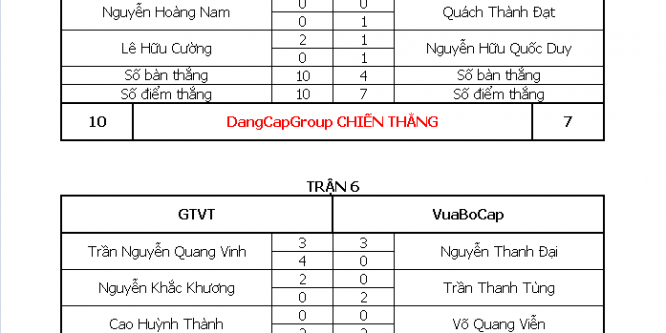 0 0
Nguyễn Hoàng Nam Quách Thành Đạt
0 1
2 1
Lê Hữu Cường Nguyễn Hữu Quốc Duy
0 1
Số bàn thắng 10 4 Số bàn thắng
Số điểm thắng 10 7 Số điểm thắng
10 DangCapGroup CHIẾN THẮNG 7
TRẬN 6
GTVT VuaBoCap
3 3
Trần Nguyễn Quang Vinh Nguyễn Thanh Đại
4 0
2 0
Nguyễn Khắc Khương Trần Thanh Tùng
0 2
0 0
Cao Huỳnh Thành Võ Quang Viễn